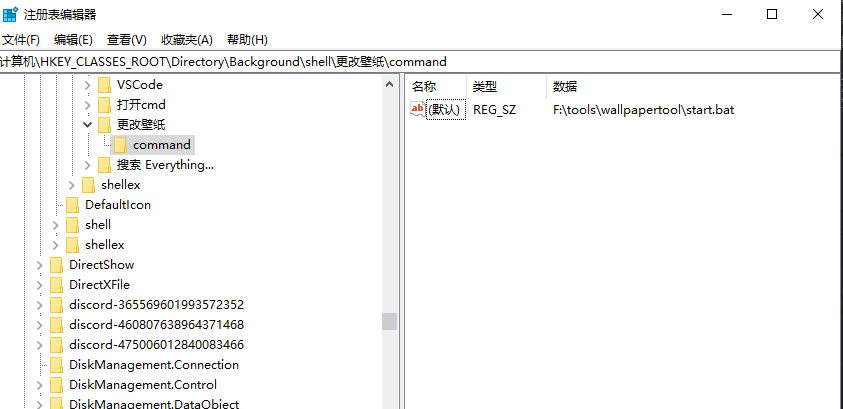 注册表编辑器
文件(F) 编辑(E) 查看(V) 收藏夹(A) 帮助(H)
计算机\HKEY_CLASSES_ROOT\Directory\Background\shell\更改壁纸\command
VSCode
打开cmd
更改壁纸
command
搜索 Everything...
shellex
DefaultIcon
shell
shellex
DirectShow
DirectXFile
discord-365569601993572352
discord-460807638964371468
discord-475006012840083466
DiskManagement.Connection
DiskManagement.Control
DiskManagement.DataObject
名称 类型 数据
ab (默认) REG_SZ F:\tools\wallpapertool\start.bat